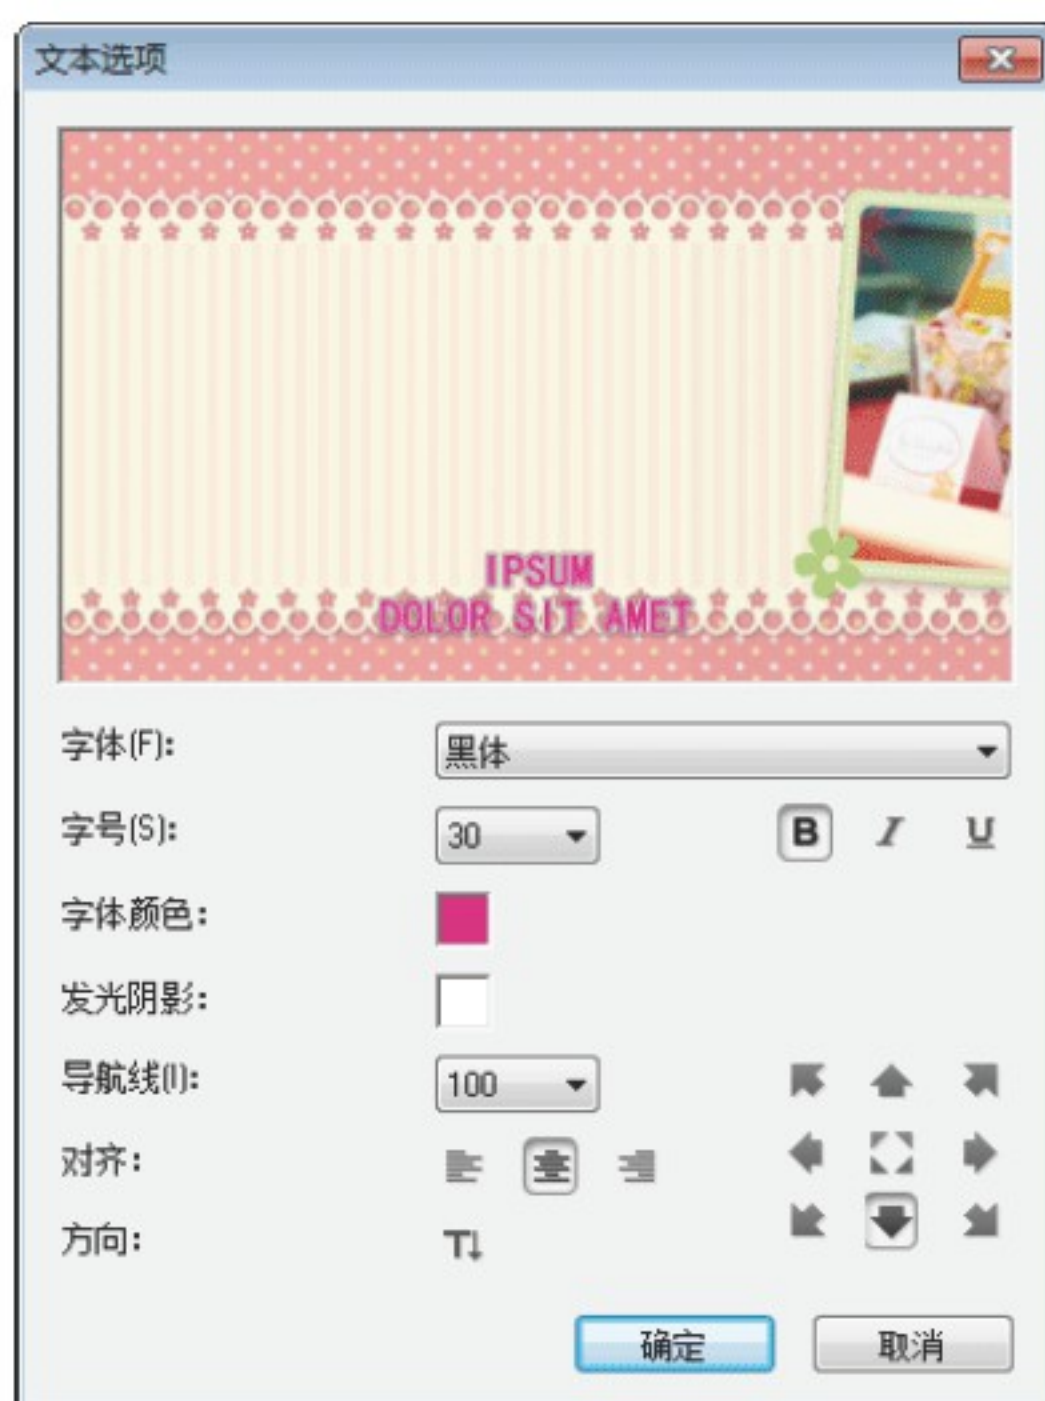 文本选项
IPSUM
DOLOR SIT AMET
字体(F): 黑体
字号(S): 30 B I U
字体颜色:
发光阴影:
导航线(I): 100
对齐:
方向: T↓
确定 取消